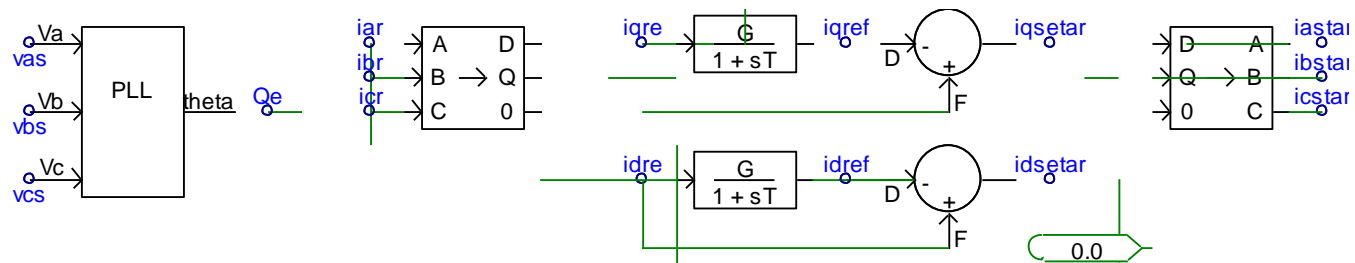 Va
vas
Vb
vbs
Vc
vcs
PLL
theta
Qe
iar
ibr
icr
A
B
C
D
Q
0
iqre
G
1 + sT
iqref
D
-
+
F
iqsetar
idre
G
1 + sT
idref
D
-
+
F
idsetar
0.0
D
Q
0
A
B
C
iastar
ibstar
icstar